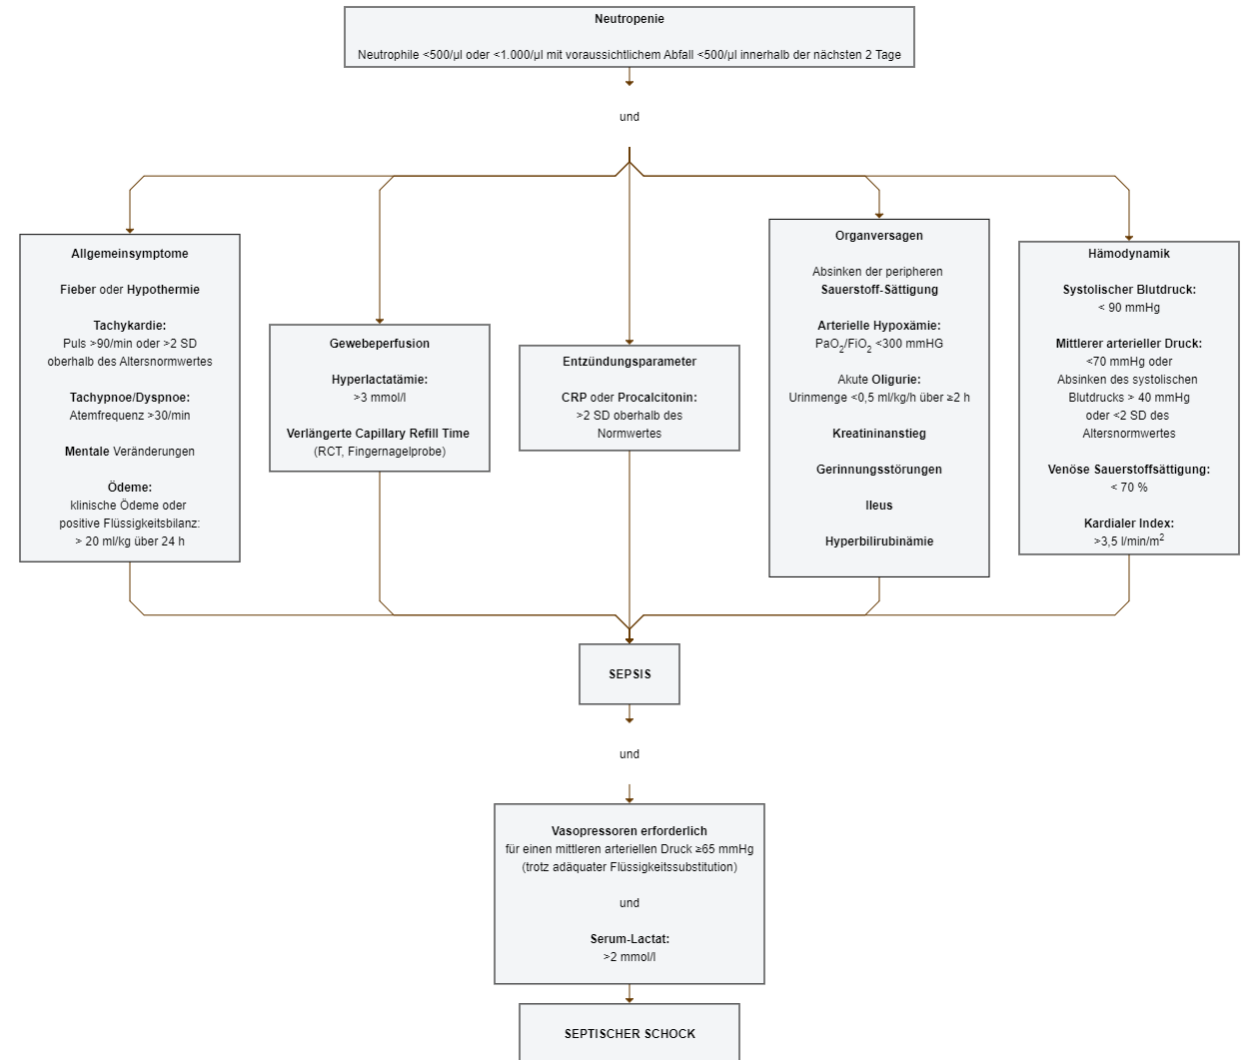 Neutropenie
Neutrophile <500/µl oder <1.000/µl mit voraussichtlichem Abfall <500/µl innerhalb der nächsten 2 Tage
und
Allgemeinsymptome
Fieber oder Hypothermie
Tachykardie:
Puls >90/min oder >2 SD
oberhalb des Altersnormwertes
Tachypnoe/Dyspnoe:
Atemfrequenz >30/min
Mentale Veränderungen
Ödeme:
klinische Ödeme oder
positive Flüssigkeitsbilanz:
> 20 ml/kg über 24 h
Gewebeperfusion
Hyperlactatämie:
>3 mmol/l
Verlängerte Capillary Refill Time
(RCT, Fingernagelprobe)
Entzündungsparameter
CRP oder Procalcitonin:
>2 SD oberhalb des
Normwertes
Organversagen
Absinken der peripheren
Sauerstoff-Sättigung
Arterielle Hypoxämie:
PaO2/FiO2 <300 mmHG
Akute Oligurie:
Urinmenge <0,5 ml/kg/h über ≥2 h
Kreatininanstieg
Gerinnungsstörungen
Ileus
Hyperbilirubinämie
Hämodynamik
Systolischer Blutdruck:
< 90 mmHg
Mittlerer arterieller Druck:
<70 mmHg oder
Absinken des systolischen
Blutdrucks > 40 mmHg
oder <2 SD des
Altersnormwertes
Venöse Sauerstoffsättigung:
< 70 %
Kardialer Index:
>3,5 l/min/m²
SEPSIS
und
Vasopressoren erforderlich
für einen mittleren arteriellen Druck ≥65 mmHg
(trotz adäquater Flüssigkeitssubstitution)
und
Serum-Lactat:
>2 mmol/l
SEPTISCHER SCHOCK